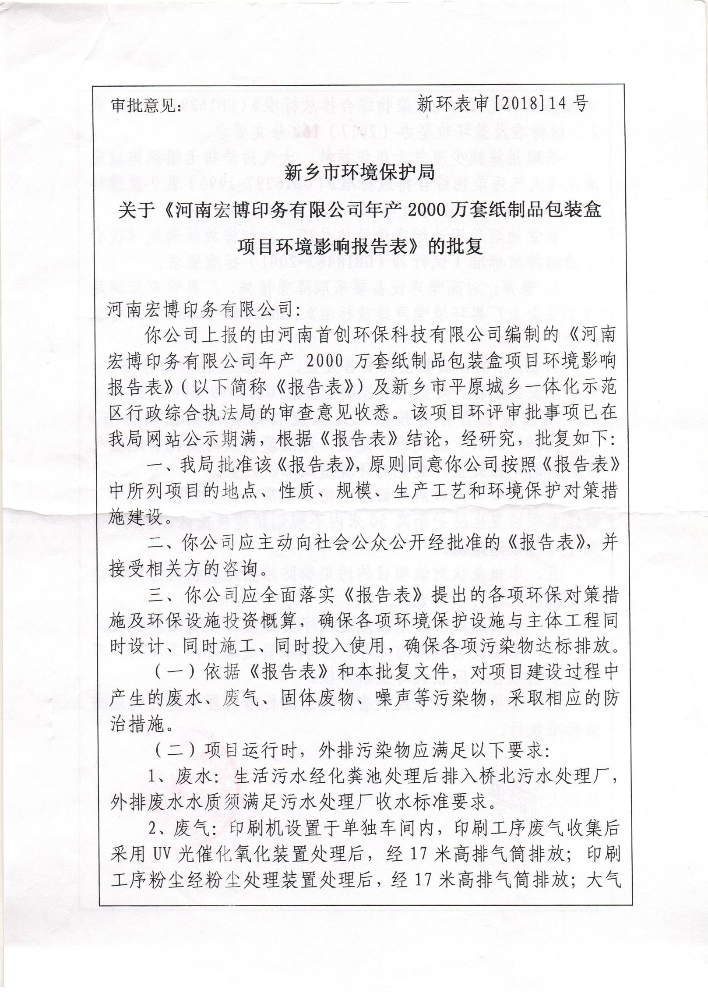 审批意见：
新环表审[2018]14号
新乡市环境保护局
关于《河南宏博印务有限公司年产2000万套纸制品包装盒
项目环境影响报告表》的批复
河南宏博印务有限公司：
你公司上报的由河南首创环保科技有限公司编制的《河南
宏博印务有限公司年产 2000 万套纸制品包装盒项目环境影响
报告表》（以下简称《报告表》）及新乡市平原城乡一体化示范
区行政综合执法局的审查意见收悉。该项目环评审批事项已在
我局网站公示期满，根据《报告表》结论，经研究，批复如下：
一、我局批准该《报告表》，原则同意你公司按照《报告表》
中所列项目的地点、性质、规模、生产工艺和环境保护对策措
施建设。
二、你公司应主动向社会公众公开经批准的《报告表》，并
接受相关方的咨询。
三、你公司应全面落实《报告表》提出的各项环保对策措
施及环保设施投资概算，确保各项环境保护设施与主体工程同
时设计、同时施工、同时投入使用，确保各项污染物达标排放。
（一）依据《报告表》和本批复文件，对项目建设过程中
产生的废水、废气、固体废物、噪声等污染物，采取相应的防
治措施。
（二）项目运行时，外排污染物应满足以下要求：
1、废水：生活污水经化粪池处理后排入桥北污水处理厂，
外排废水水质须满足污水处理厂收水标准要求。
2、废气：印刷机设置于单独车间内，印刷工序废气收集后
采用 UV 光催化氧化装置处理后，经 17 米高排气筒排放；印刷
工序粉尘经粉尘处理装置处理后，经 17 米高排气筒排放；大气